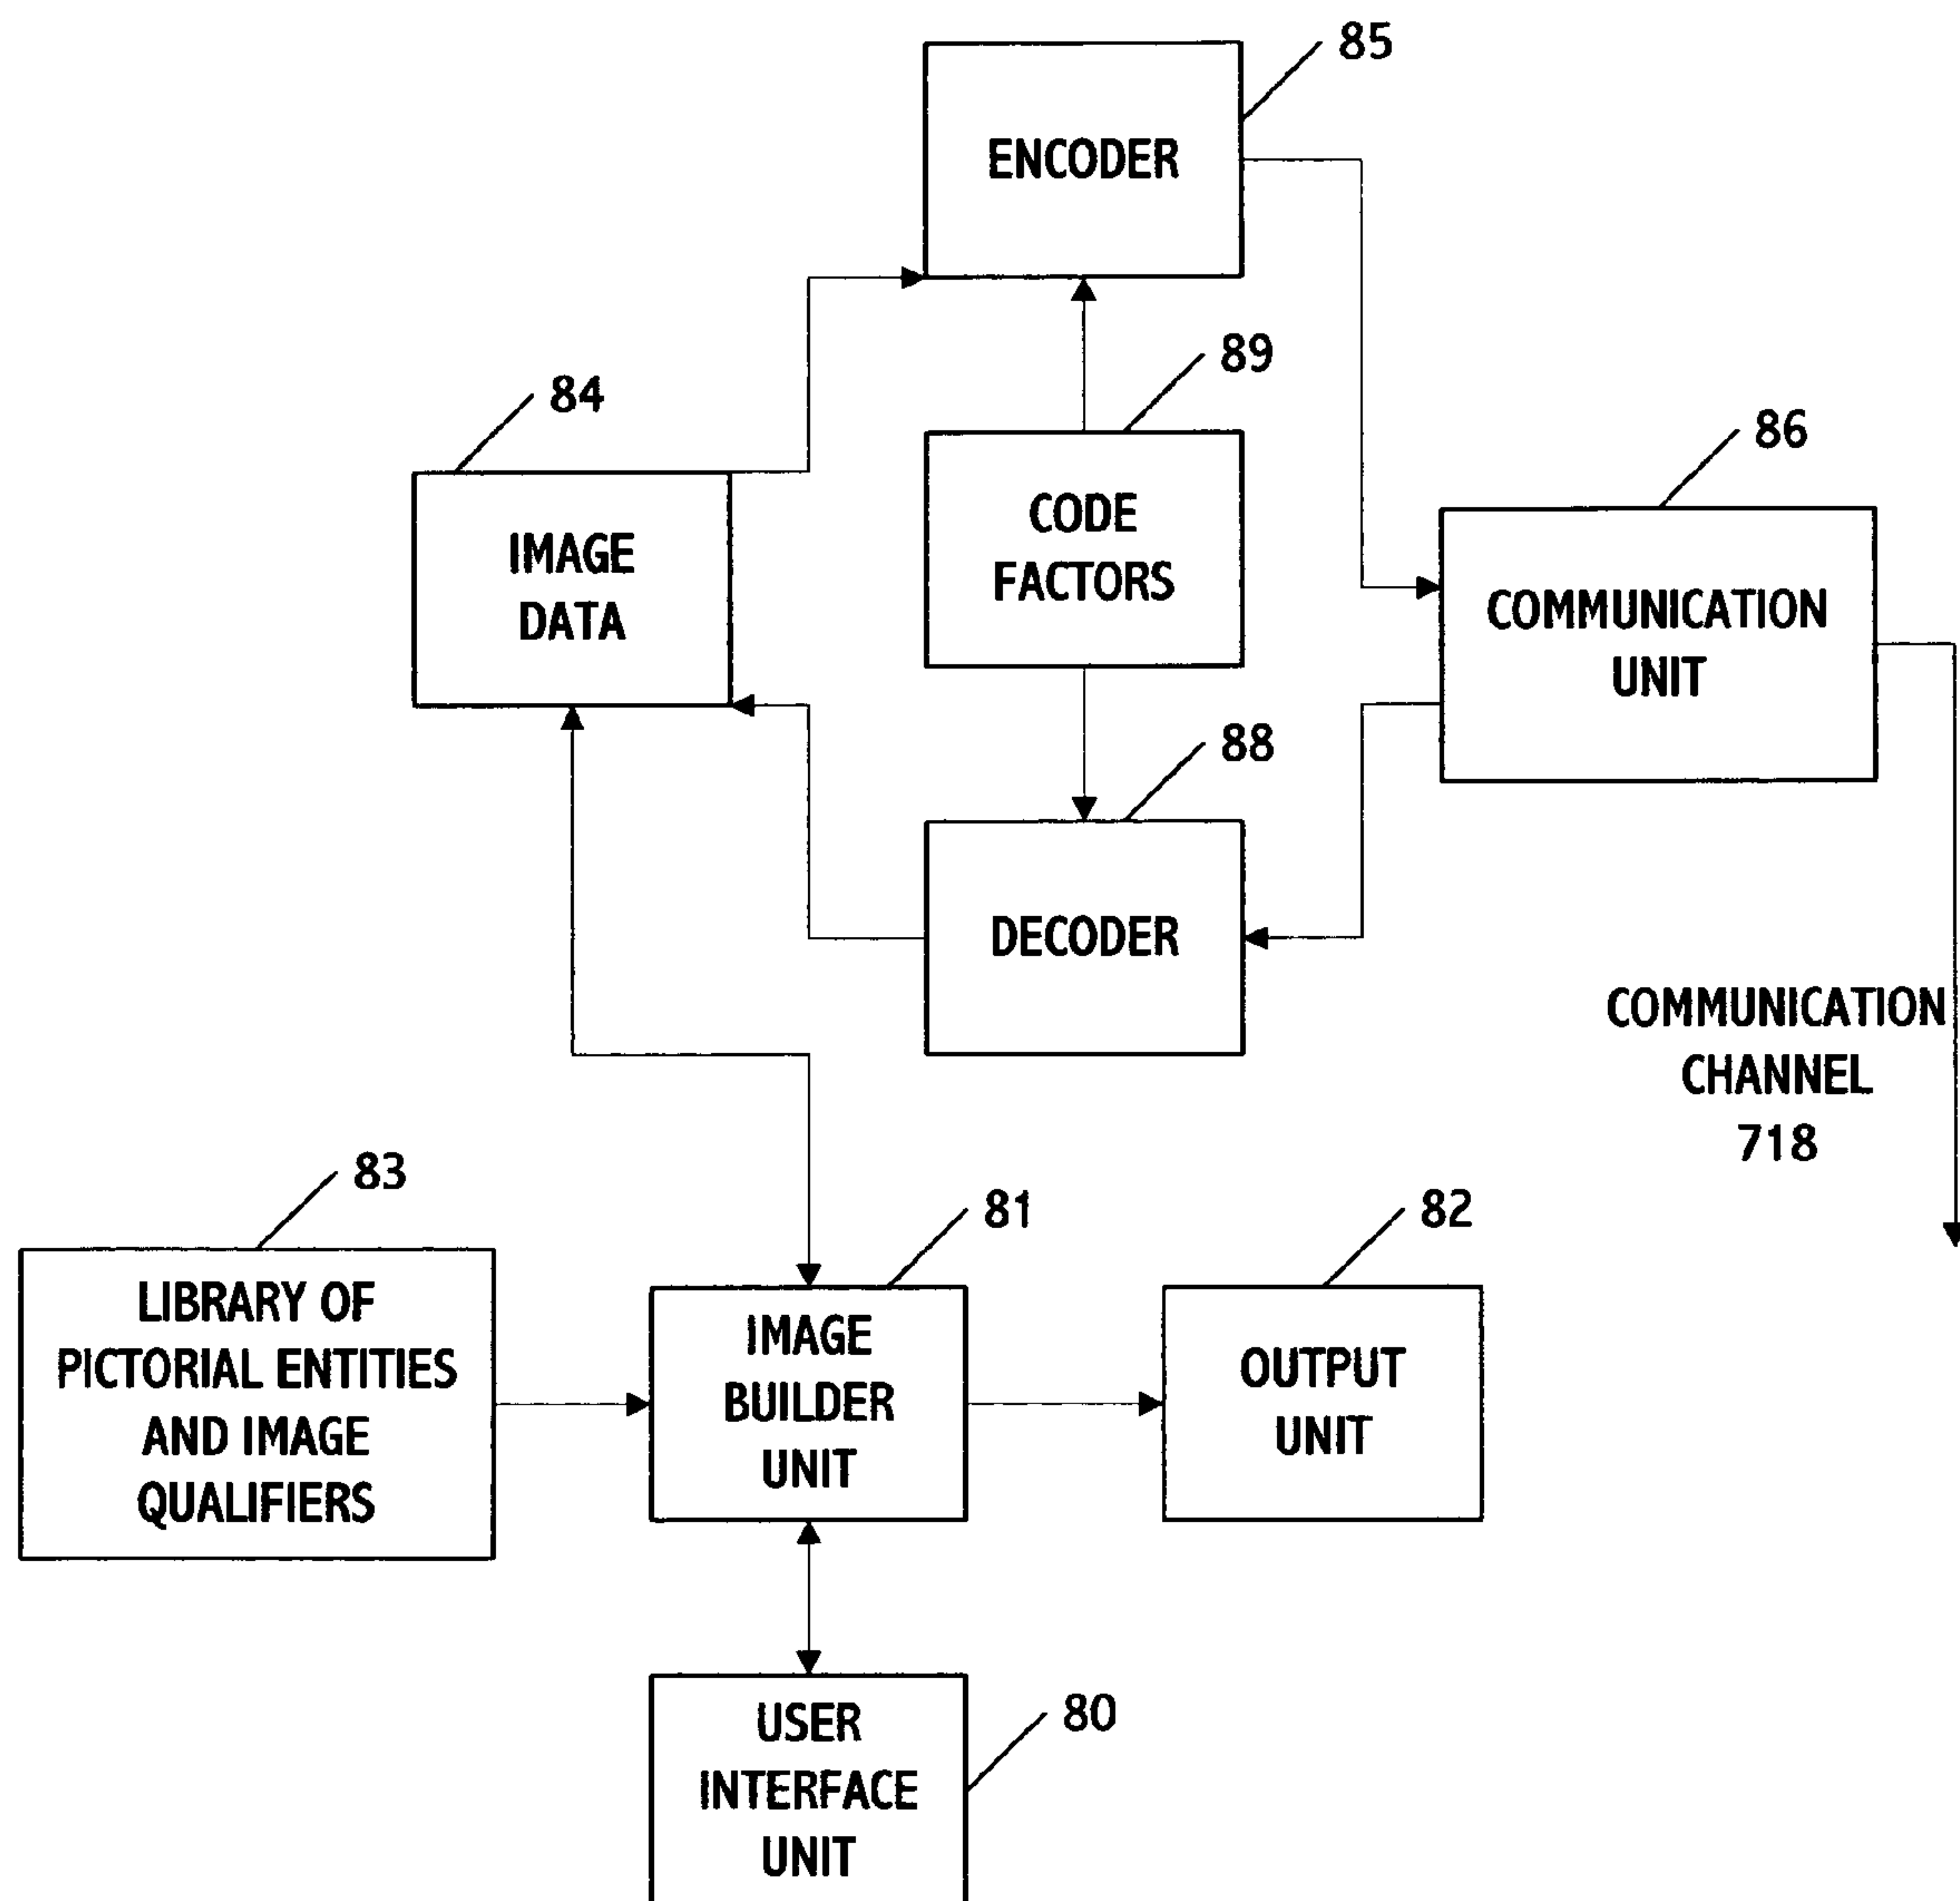 85
ENCODER
89
84
86
CODE
FACTORS
IMAGE
DATA
COMMUNICATION
UNIT
88
DECODER
COMMUNICATION
CHANNEL
718
83
81
82
LIBRARY OF
PICTORIAL ENTITIES
AND IMAGE
QUALIFIERS
IMAGE
BUILDER
UNIT
OUTPUT
UNIT
USER
INTERFACE
UNIT
80